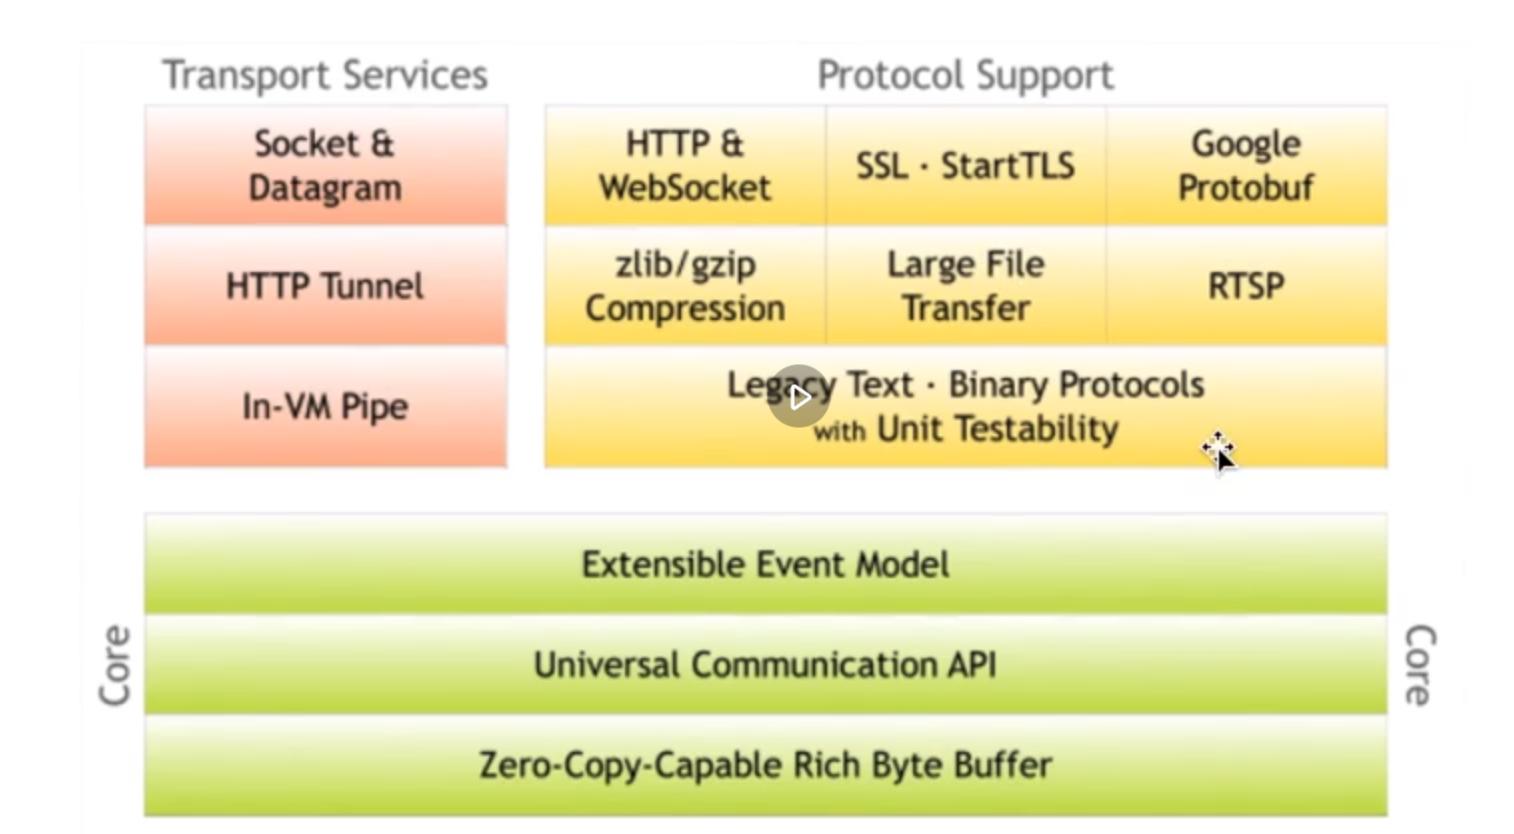 Transport Services
Protocol Support
Socket &
Datagram
HTTP &
WebSocket
SSL · StartTLS
Google
Protobuf
HTTP Tunnel
zlib/gzip
Compression
Large File
Transfer
RTSP
In-VM Pipe
Legacy Text · Binary Protocols
with Unit Testability
Core
Extensible Event Model
Universal Communication API
Zero-Copy-Capable Rich Byte Buffer
Core